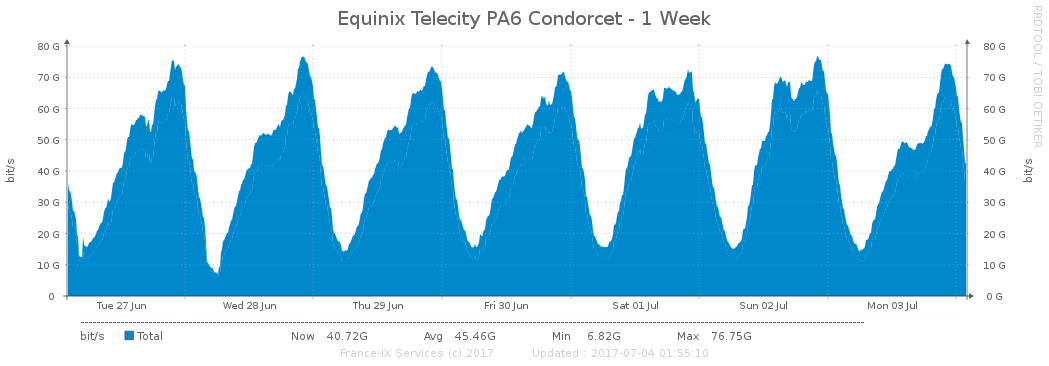 Equinix Telecity PA6 Condorcet - 1 Week
RRDTOOL / TOBI OETIKER
bit/s
bit/s
80 G 80 G
70 G 70 G
60 G 60 G
50 G 50 G
40 G 40 G
30 G 30 G
20 G 20 G
10 G 10 G
0 0 G
Tue 27 Jun Wed 28 Jun Thu 29 Jun Fri 30 Jun Sat 01 Jul Sun 02 Jul Mon 03 Jul
bit/s Total Now 40.72G Avg 45.46G Min 6.82G Max 76.75G
France-IX Services (c) 2017 Updated : 2017-07-04 01:55:10